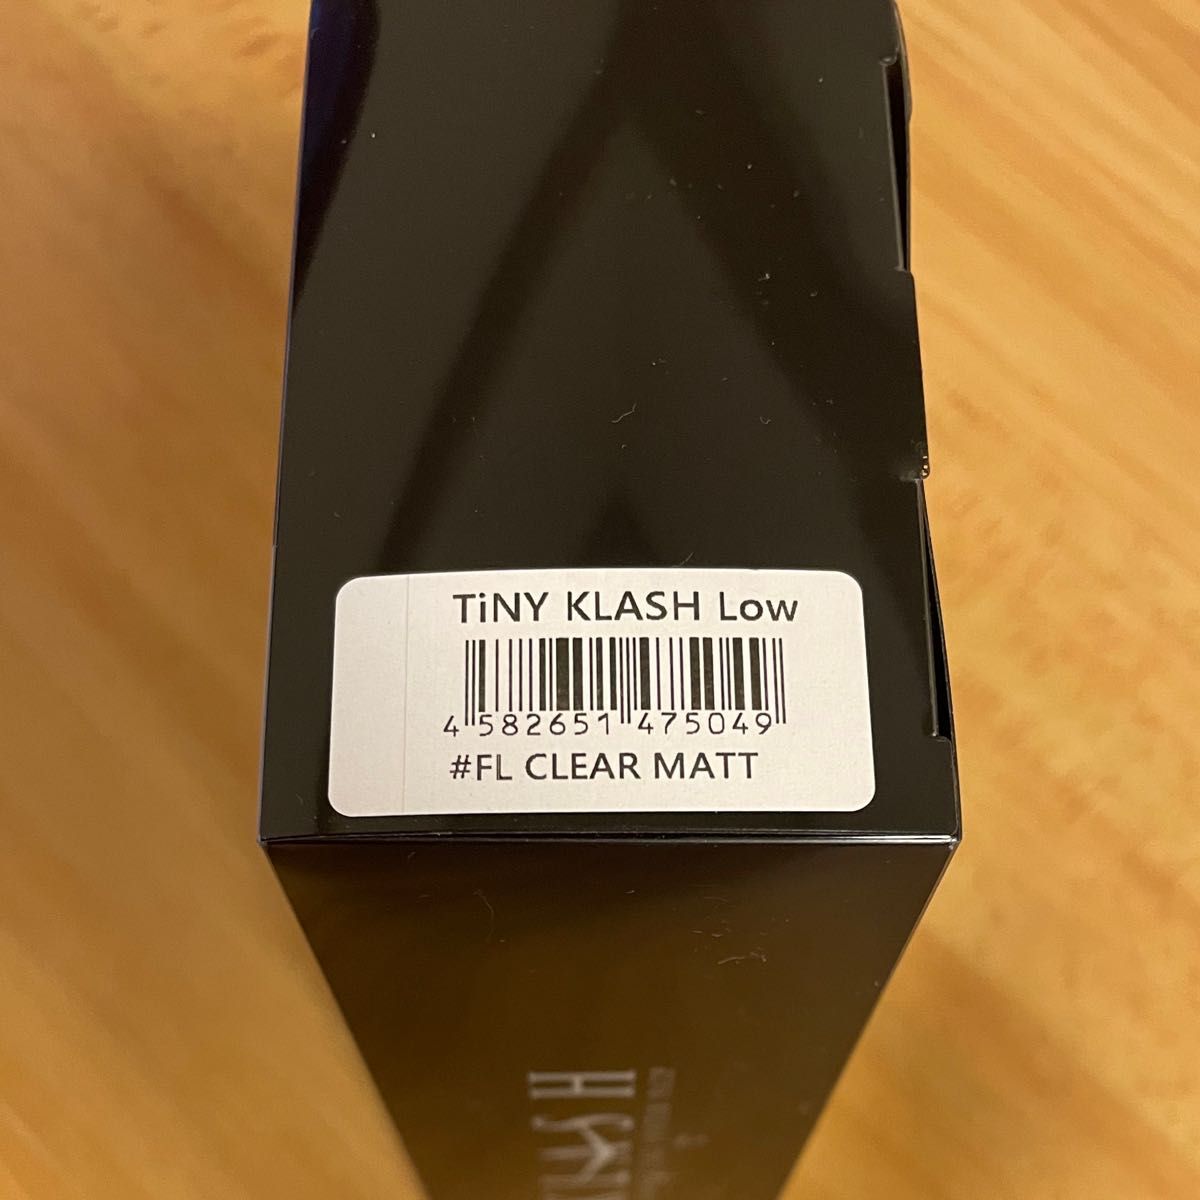 TiNY KLASH Low
4 582651 475049
#FL CLEAR MATT